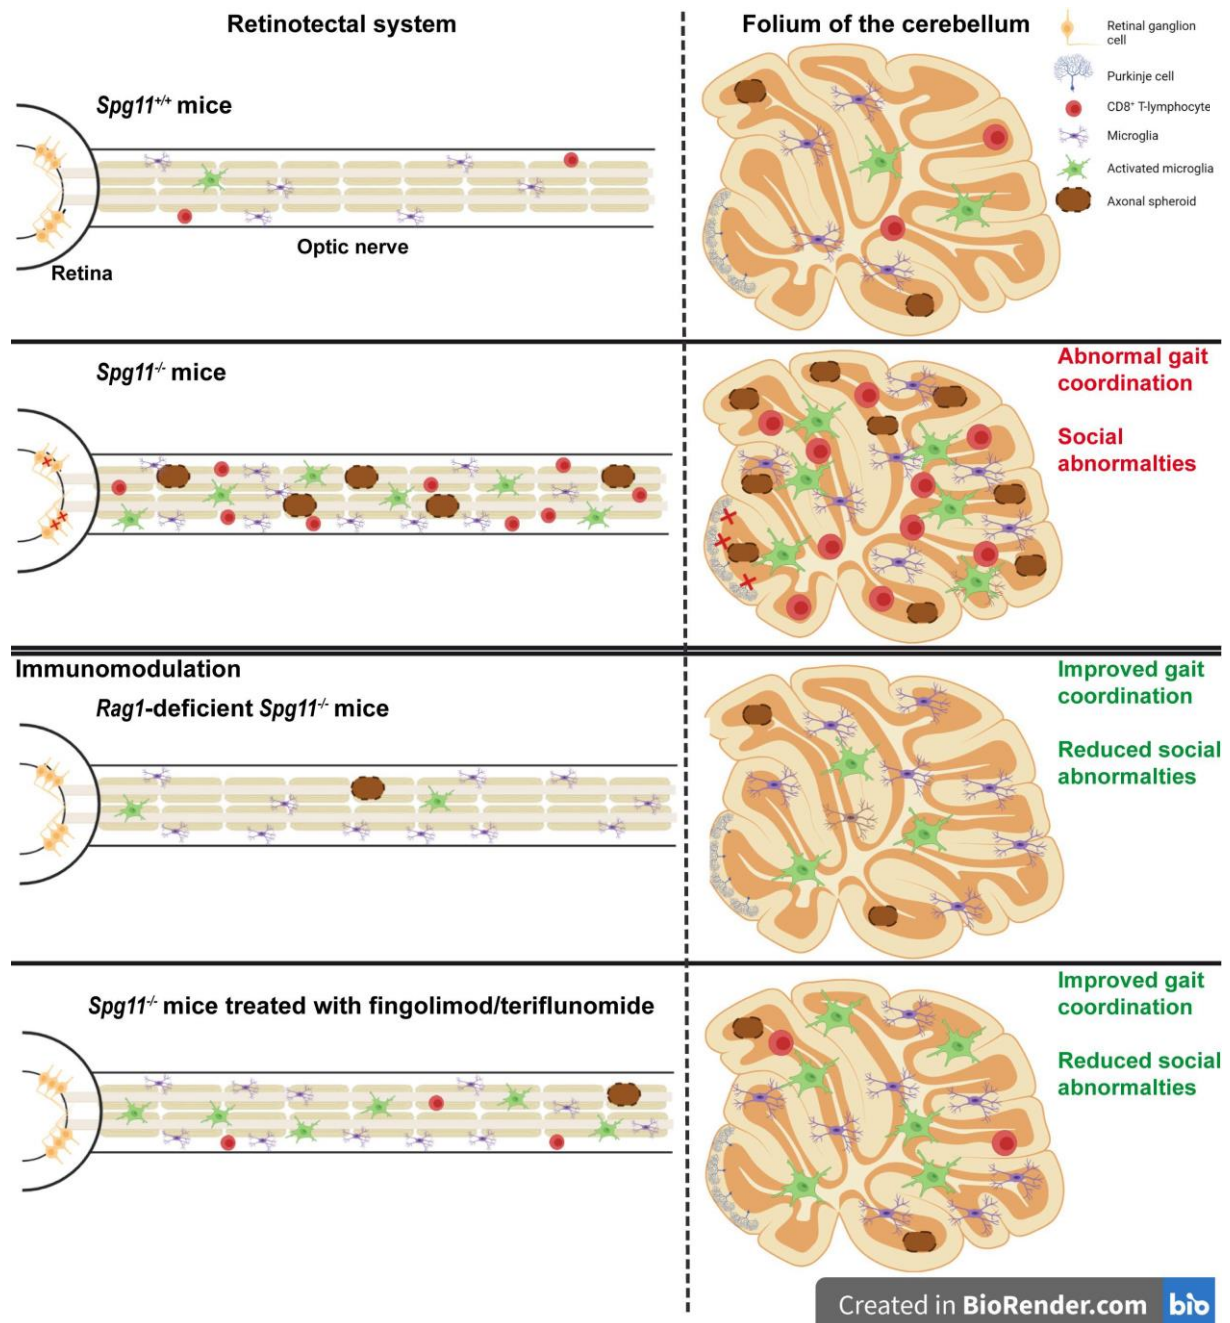 Retinotectal system
Folium of the cerebellum
Retinal ganglion
cell
Purkinje cell
CD8⁺ T-lymphocyte
Microglia
Activated microglia
Axonal spheroid
Spg11⁺/⁺ mice
Optic nerve
Retina
Spg11⁻/⁻ mice
Abnormal gait
coordination
Social
abnormalties
Immunomodulation
Rag1-deficient Spg11⁻/⁻ mice
Improved gait
coordination
Reduced social
abnormalties
Spg11⁻/⁻ mice treated with fingolimod/teriflunomide
Improved gait
coordination
Reduced social
abnormalties
Created in BioRender.com bio